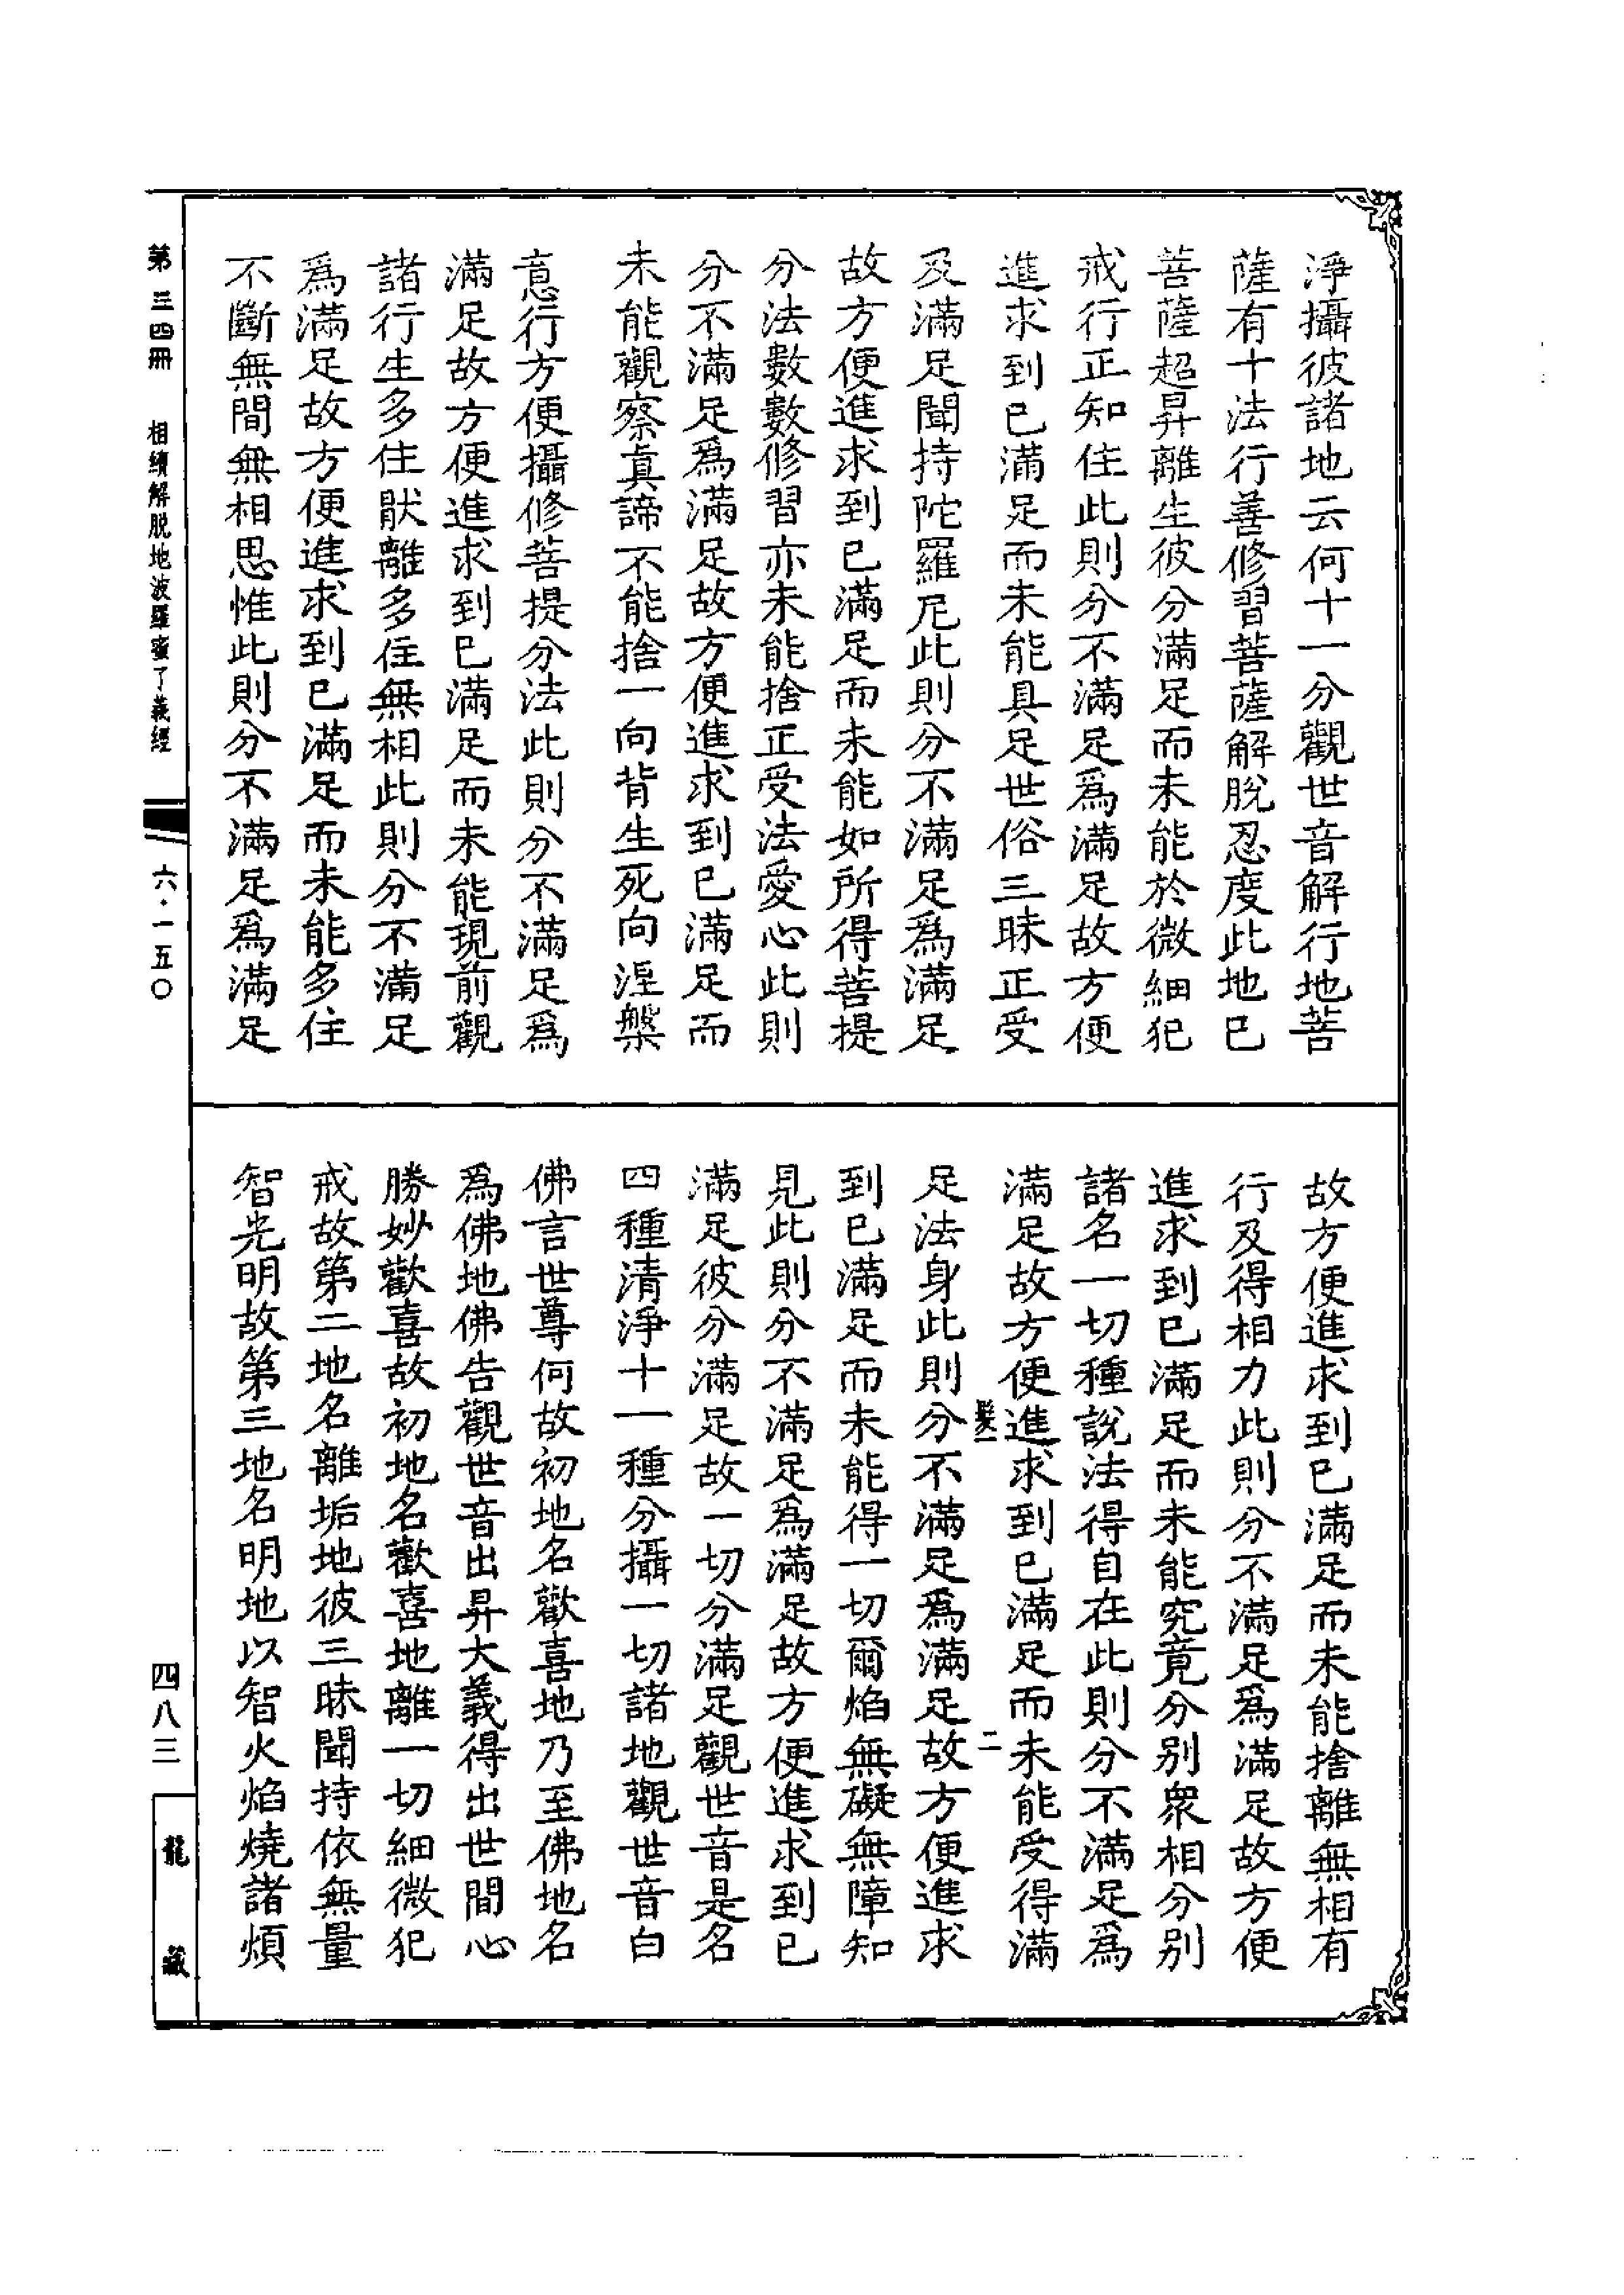 淨攝彼諸地云何十一分觀世音解行地菩
薩有十法行善修習菩薩解脫忍度此地已
菩薩超昇離生彼分滿足而未能於微細犯
戒行正知住此則分不滿足爲滿足故方便
進求到已滿足而未能具足世俗三昧正受
及滿足聞持陀羅尼此則分不滿足爲滿足
故方便進求到已滿足而未能如所得菩提
分法數數修習亦未能捨正受法愛心此則
分不滿足爲滿足故方便進求到已滿足而
未能觀察真諦不能捨一向背生死向涅槃
意行方便攝修菩提分法此則分不滿足爲
滿足故方便進求到已滿足而未能現前觀
諸行生多住猒離多住無相此則分不滿足
爲滿足故方便進求到已滿足而未能多住
不斷無間無相思惟此則分不滿足爲滿足
故方便進求到已滿足而未能捨離無相有
行及得相力此則分不滿足爲滿足故方便
進求到已滿足而未能究竟分別衆相分別
諸名一切種說法得自在此則分不滿足爲
滿足故方便進求到已滿足而未能受得滿
足法身此則分不滿足爲滿足故方便進求
到已滿足而未能得一切爾焰無礙無障知
見此則分不滿足爲滿足故方便進求到已
滿足彼分滿足故一切分滿足觀世音是名
四種清淨十一種分攝一切諸地觀世音白
佛言世尊何故初地名歡喜地乃至佛地名
爲佛地佛告觀世音出昇大義得出世間心
勝妙歡喜故初地名歡喜地離一切細微犯
戒故第二地名離垢地彼三昧聞持依無量
智光明故第三地名明地以智火焰燒諸煩
第三四冊 相續解脫地波羅蜜了義經
六·一五〇
四八三
龍藏
二